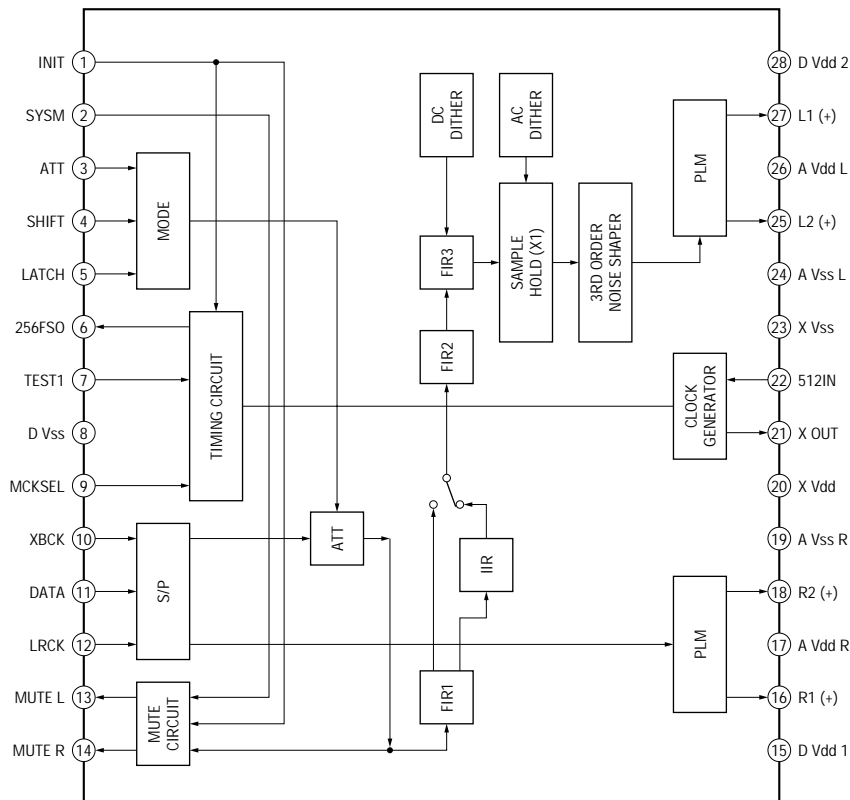 INIT
1
SYSM
2
ATT
3
SHIFT
4
LATCH
5
256FSO
6
TEST1
7
D Vss
8
MCKSEL
9
XBCK
10
DATA
11
LRCK
12
MUTE L
13
MUTE R
14
MODE
TIMING CIRCUIT
S/P
MUTE
CIRCUIT
ATT
DC
DITHER
AC
DITHER
FIR3
SAMPLE
HOLD (X1)
3RD ORDER
NOISE SHAPER
FIR2
IIR
FIR1
PLM
CLOCK
GENERATOR
PLM
28
D Vdd 2
27
L1 (+)
26
A Vdd L
25
L2 (+)
24
A Vss L
23
X Vss
22
512IN
21
X OUT
20
X Vdd
19
A Vss R
18
R2 (+)
17
A Vdd R
16
R1 (+)
15
D Vdd 1